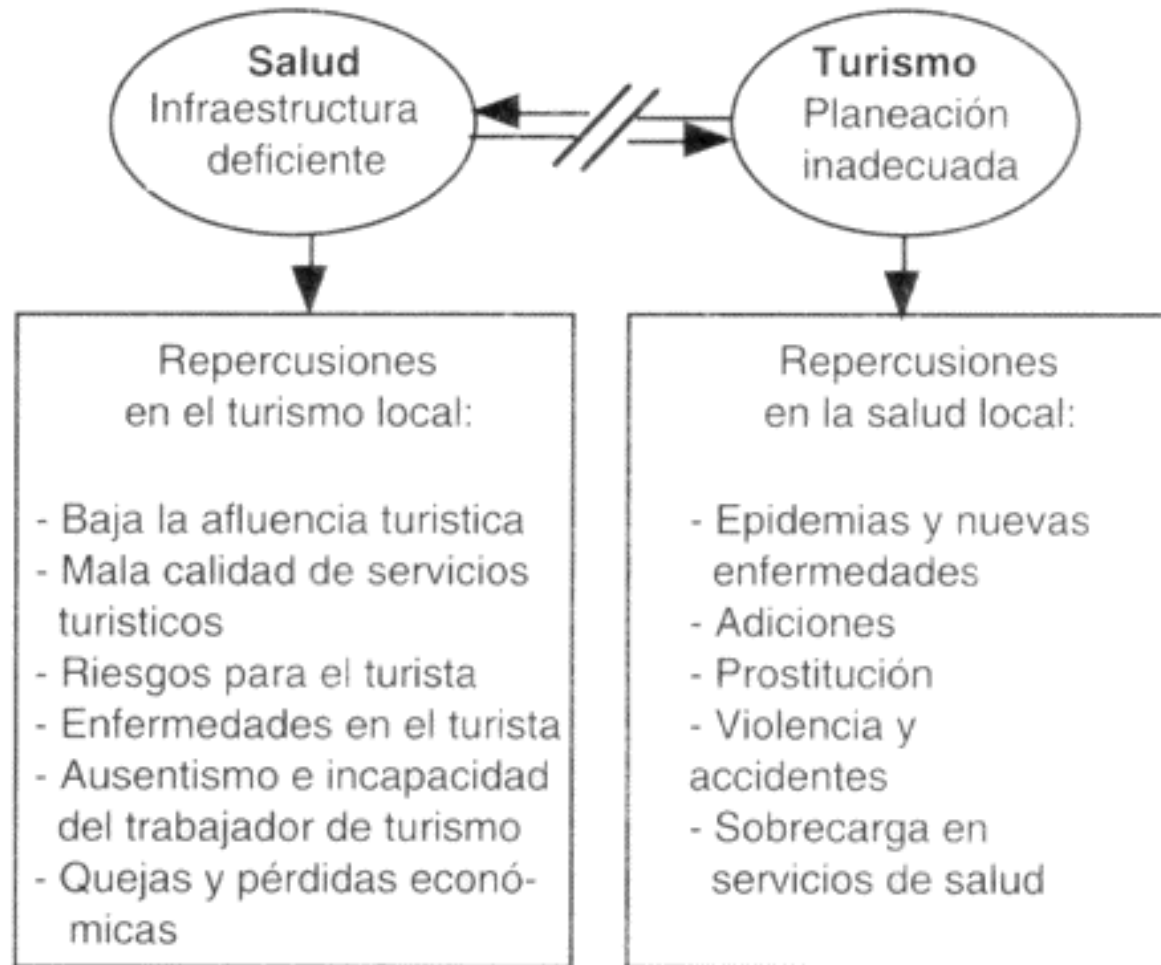 Salud
Infraestructura
deficiente
Turismo
Planeación
inadecuada
Repercusiones
en el turismo local:
- Baja la afluencia turistica
- Mala calidad de servicios
turisticos
- Riesgos para el turista
- Enfermedades en el turista
- Ausentismo e incapacidad
del trabajador de turismo
- Quejas y pérdidas econó-
micas
Repercusiones
en la salud local:
- Epidemias y nuevas
enfermedades
- Adiciones
- Prostitución
- Violencia y
accidentes
- Sobrecarga en
servicios de salud